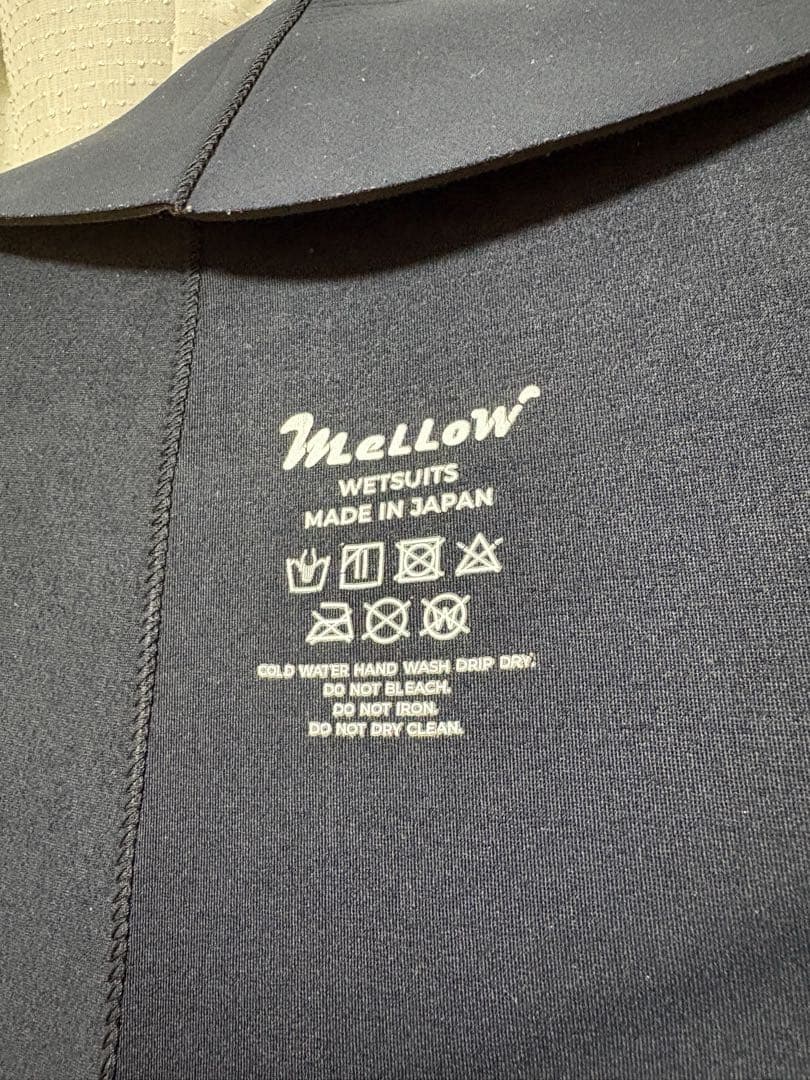 mellow
WETSUITS
MADE IN JAPAN
W
COLD WATER HAND WASH DRIP DRY.
DO NOT BLEACH.
DO NOT IRON.
DO NOT DRY CLEAN.